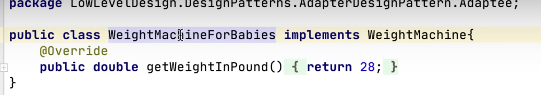 package LowLevelDesign.DesignPatterns.AdapterDesignPattern.Adaptee;
public class WeightMachineForBabies implements WeightMachine{
@Override
public double getWeightInPound() { return 28; }
}